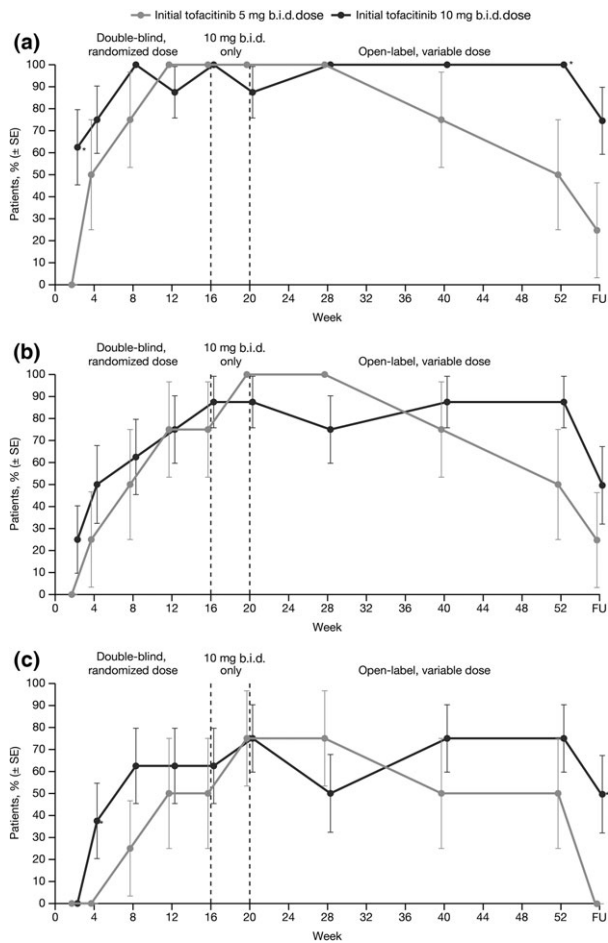 Initial tofacitinib 5 mg b.i.d. dose Initial tofacitinib 10 mg b.i.d. dose
(a)
Double-blind, randomized dose
10 mg b.i.d. only
Open-label, variable dose
Patients, % (± SE)
100
90
80
70
60
50
40
30
20
10
0
0 4 8 12 16 20 24 28 32 36 40 44 48 52 FU
Week
(b)
Double-blind, randomized dose
10 mg b.i.d. only
Open-label, variable dose
Patients, % (± SE)
100
90
80
70
60
50
40
30
20
10
0
0 4 8 12 16 20 24 28 32 36 40 44 48 52 FU
Week
(c)
Double-blind, randomized dose
10 mg b.i.d. only
Open-label, variable dose
Patients, % (± SE)
100
90
80
70
60
50
40
30
20
10
0
0 4 8 12 16 20 24 28 32 36 40 44 48 52 FU
Week